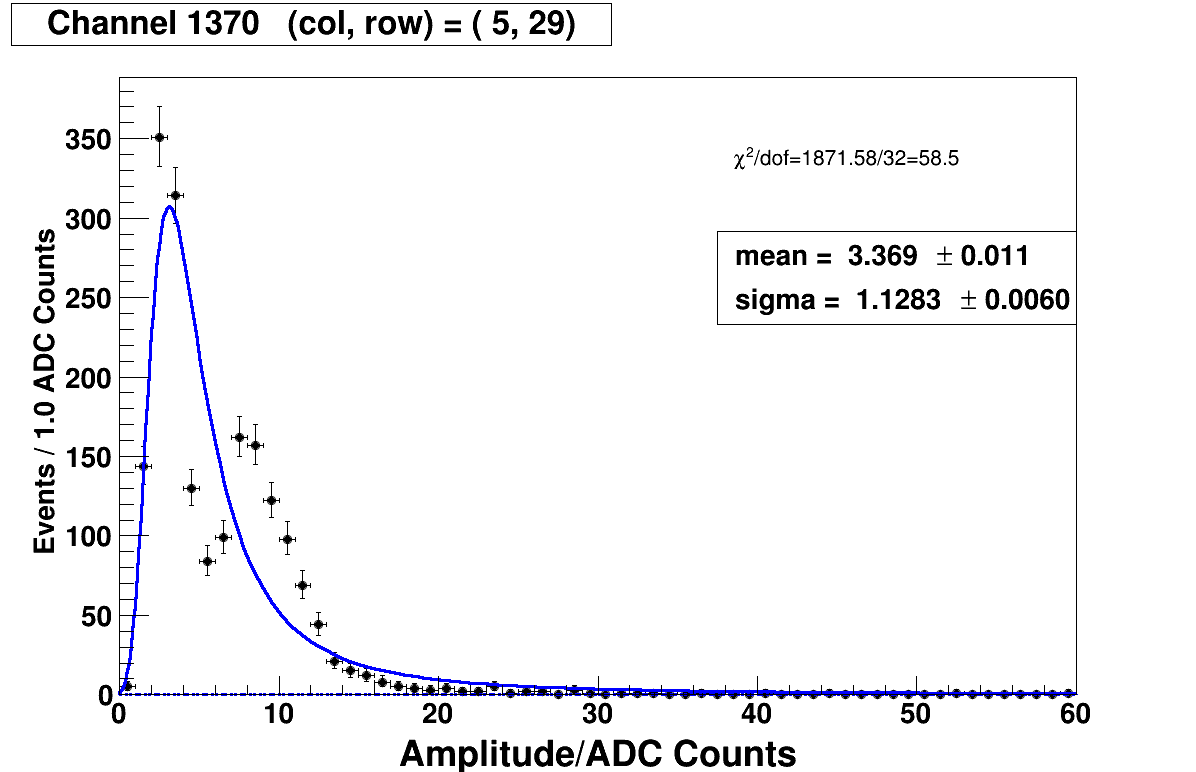 Channel 1370 (col, row) = ( 5, 29)
χ²/dof=1871.58/32=58.5
mean = 3.369 ± 0.011
sigma = 1.1283 ± 0.0060
Events / 1.0 ADC Counts
350
300
250
200
150
100
50
0
0 10 20 30 40 50 60
Amplitude/ADC Counts